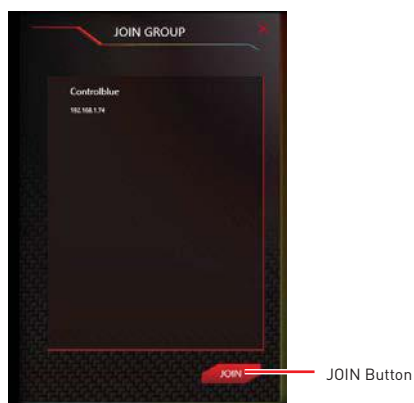 JOIN GROUP
Controlblue
192.168.1.74
JOIN
JOIN Button